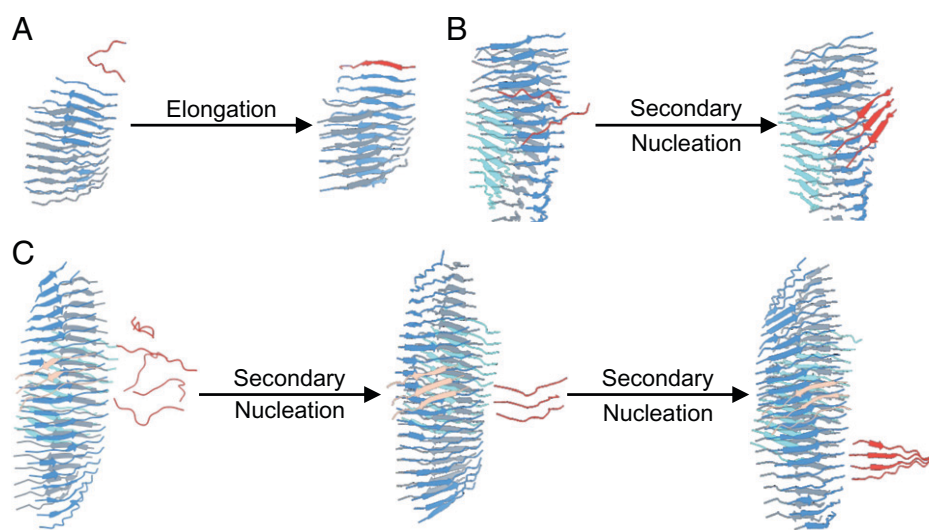 A
Elongation
B
Secondary
Nucleation
C
Secondary
Nucleation
Secondary
Nucleation